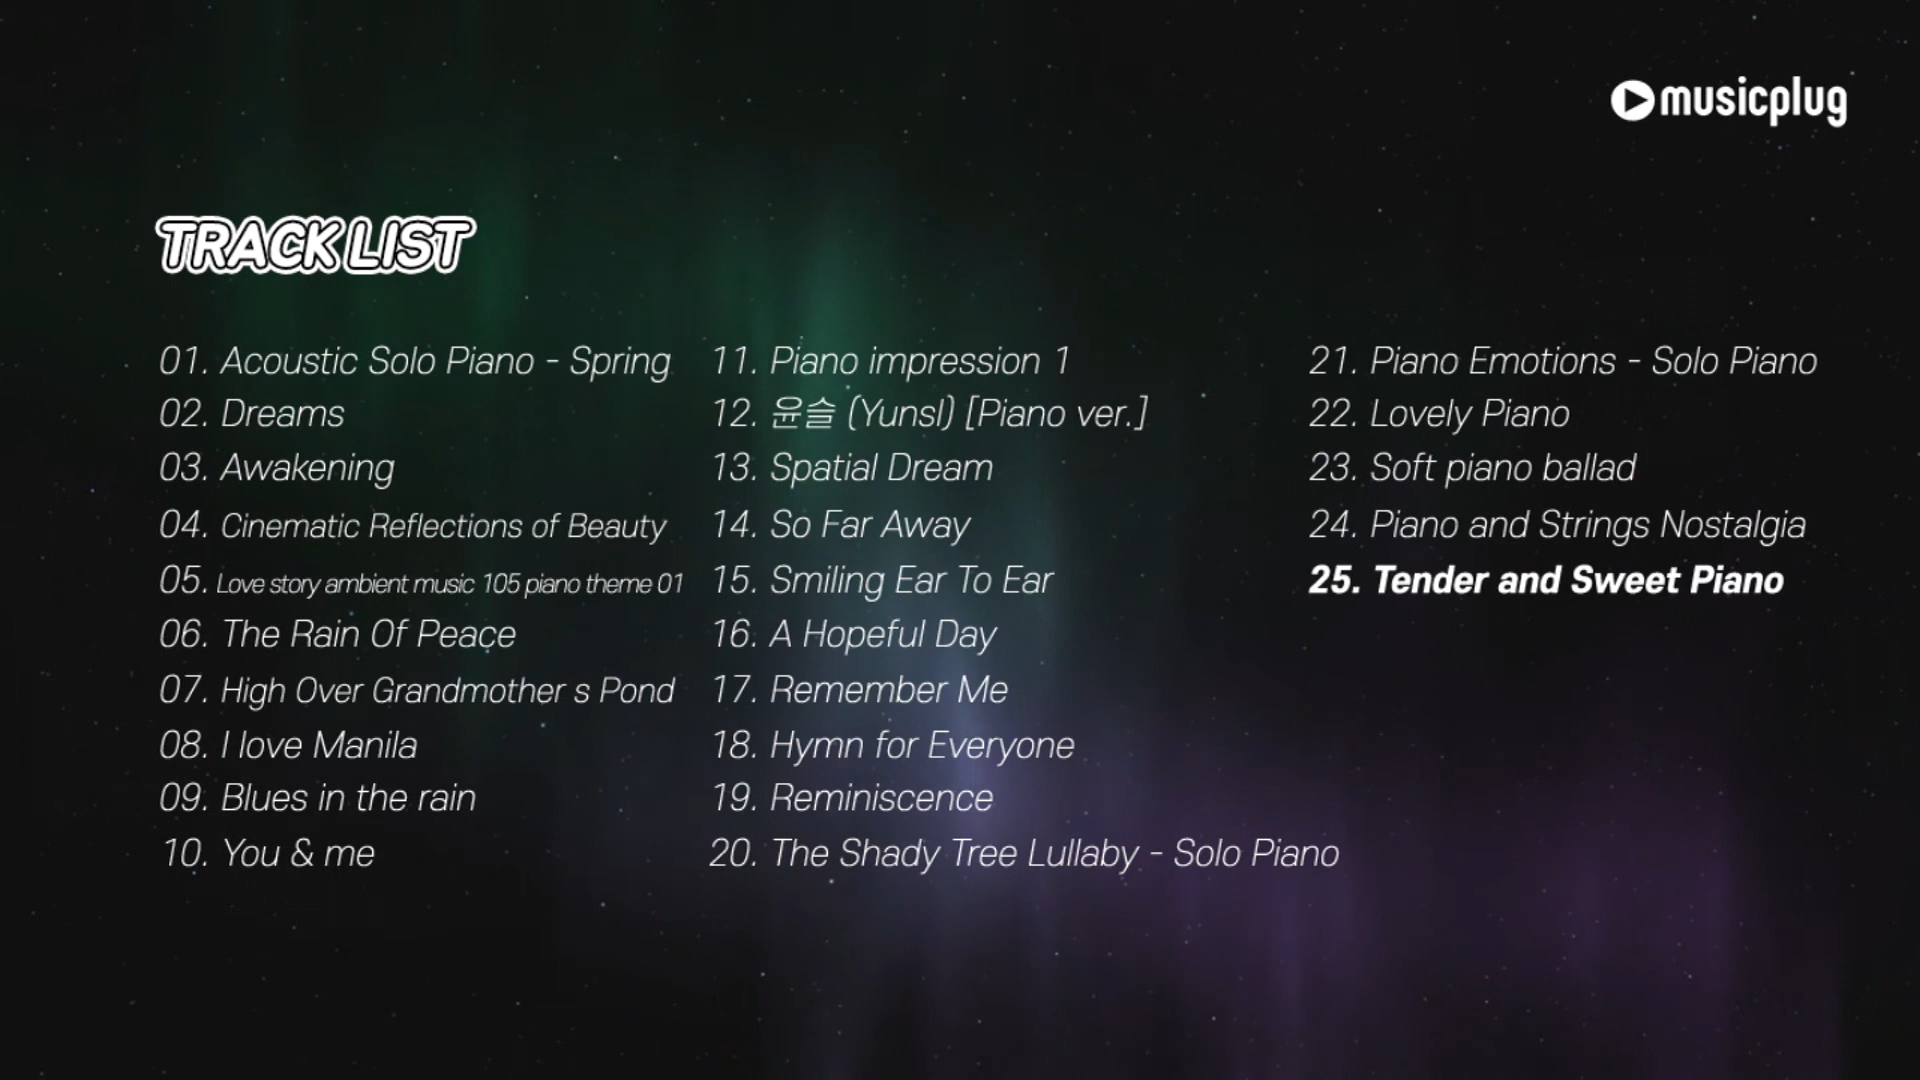 musicplug
TRACK LIST
01. Acoustic Solo Piano - Spring
02. Dreams
03. Awakening
04. Cinematic Reflections of Beauty
05. Love story ambient music 105 piano theme 01
06. The Rain Of Peace
07. High Over Grandmother s Pond
08. I love Manila
09. Blues in the rain
10. You & me
11. Piano impression 1
12. 윤슬 (Yunsl) [Piano ver.]
13. Spatial Dream
14. So Far Away
15. Smiling Ear To Ear
16. A Hopeful Day
17. Remember Me
18. Hymn for Everyone
19. Reminiscence
20. The Shady Tree Lullaby - Solo Piano
21. Piano Emotions - Solo Piano
22. Lovely Piano
23. Soft piano ballad
24. Piano and Strings Nostalgia
25. Tender and Sweet Piano